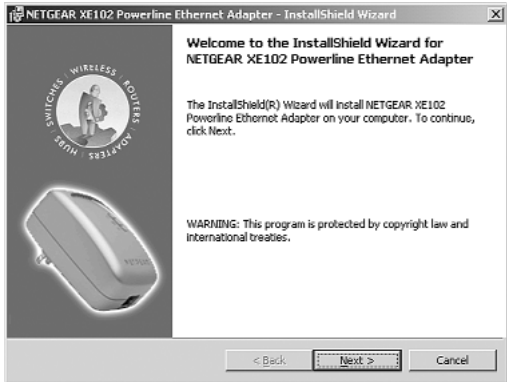 NETGEAR XE102 Powerline Ethernet Adapter - InstallShield Wizard
Welcome to the InstallShield Wizard for
NETGEAR XE102 Powerline Ethernet Adapter
WIRELESS
ROUTERS
ADAPTERS
HUBS
SWITCHES
The InstallShield(R) Wizard will install NETGEAR XE102
Powerline Ethernet Adapter on your computer. To continue,
click Next.
NETGEAR
WARNING: This program is protected by copyright law and
international treaties.
< Back
Next >
Cancel